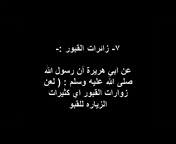 ٧- زائرات القبور :-
عن ابي هريرة أن رسول الله
صلى الله عليه وسلم : ( لعن
زوارات القبور اي كثيرات
الزياره للقبو